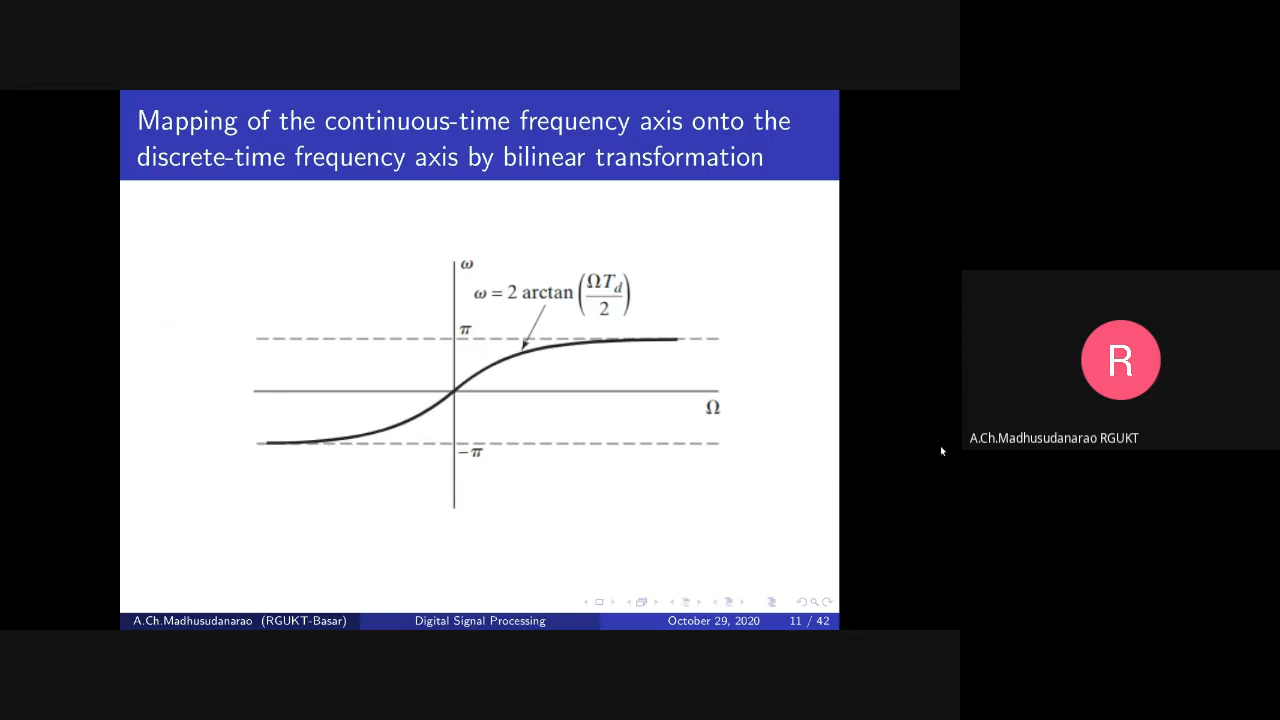 Mapping of the continuous-time frequency axis onto the
discrete-time frequency axis by bilinear transformation
ω
ω = 2 arctan (ΩT_d/2)
π
Ω
−π
R
A.Ch.Madhusudanarao RGUKT
A.Ch.Madhusudanarao (RGUKT-Basar) Digital Signal Processing October 29, 2020 11 / 42